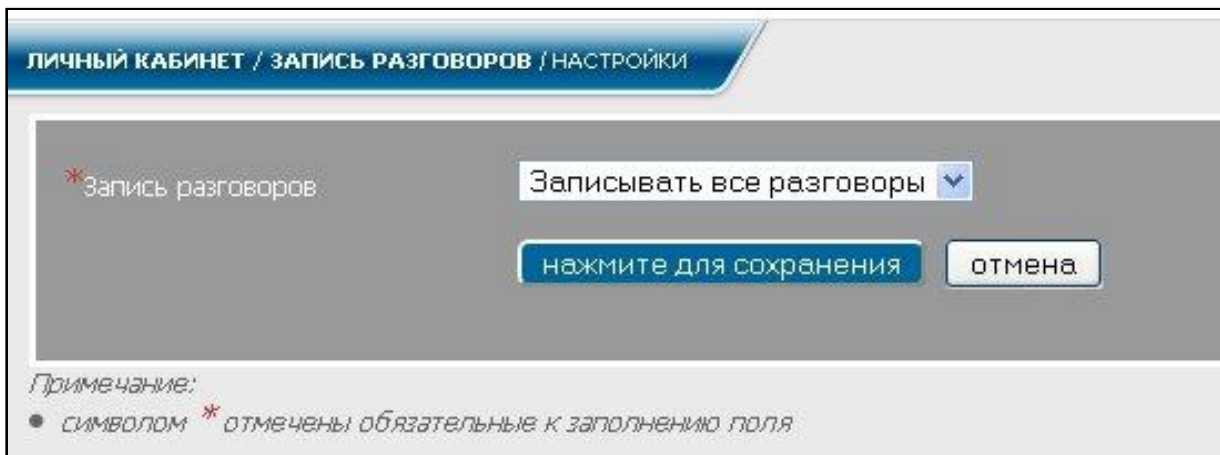 ЛИЧНЫЙ КАБИНЕТ / ЗАПИСЬ РАЗГОВОРОВ / НАСТРОЙКИ
*Запись разговоров
Записывать все разговоры
нажмите для сохранения
отмена
Примечание:
• символом * отмечены обязательные к заполнению поля